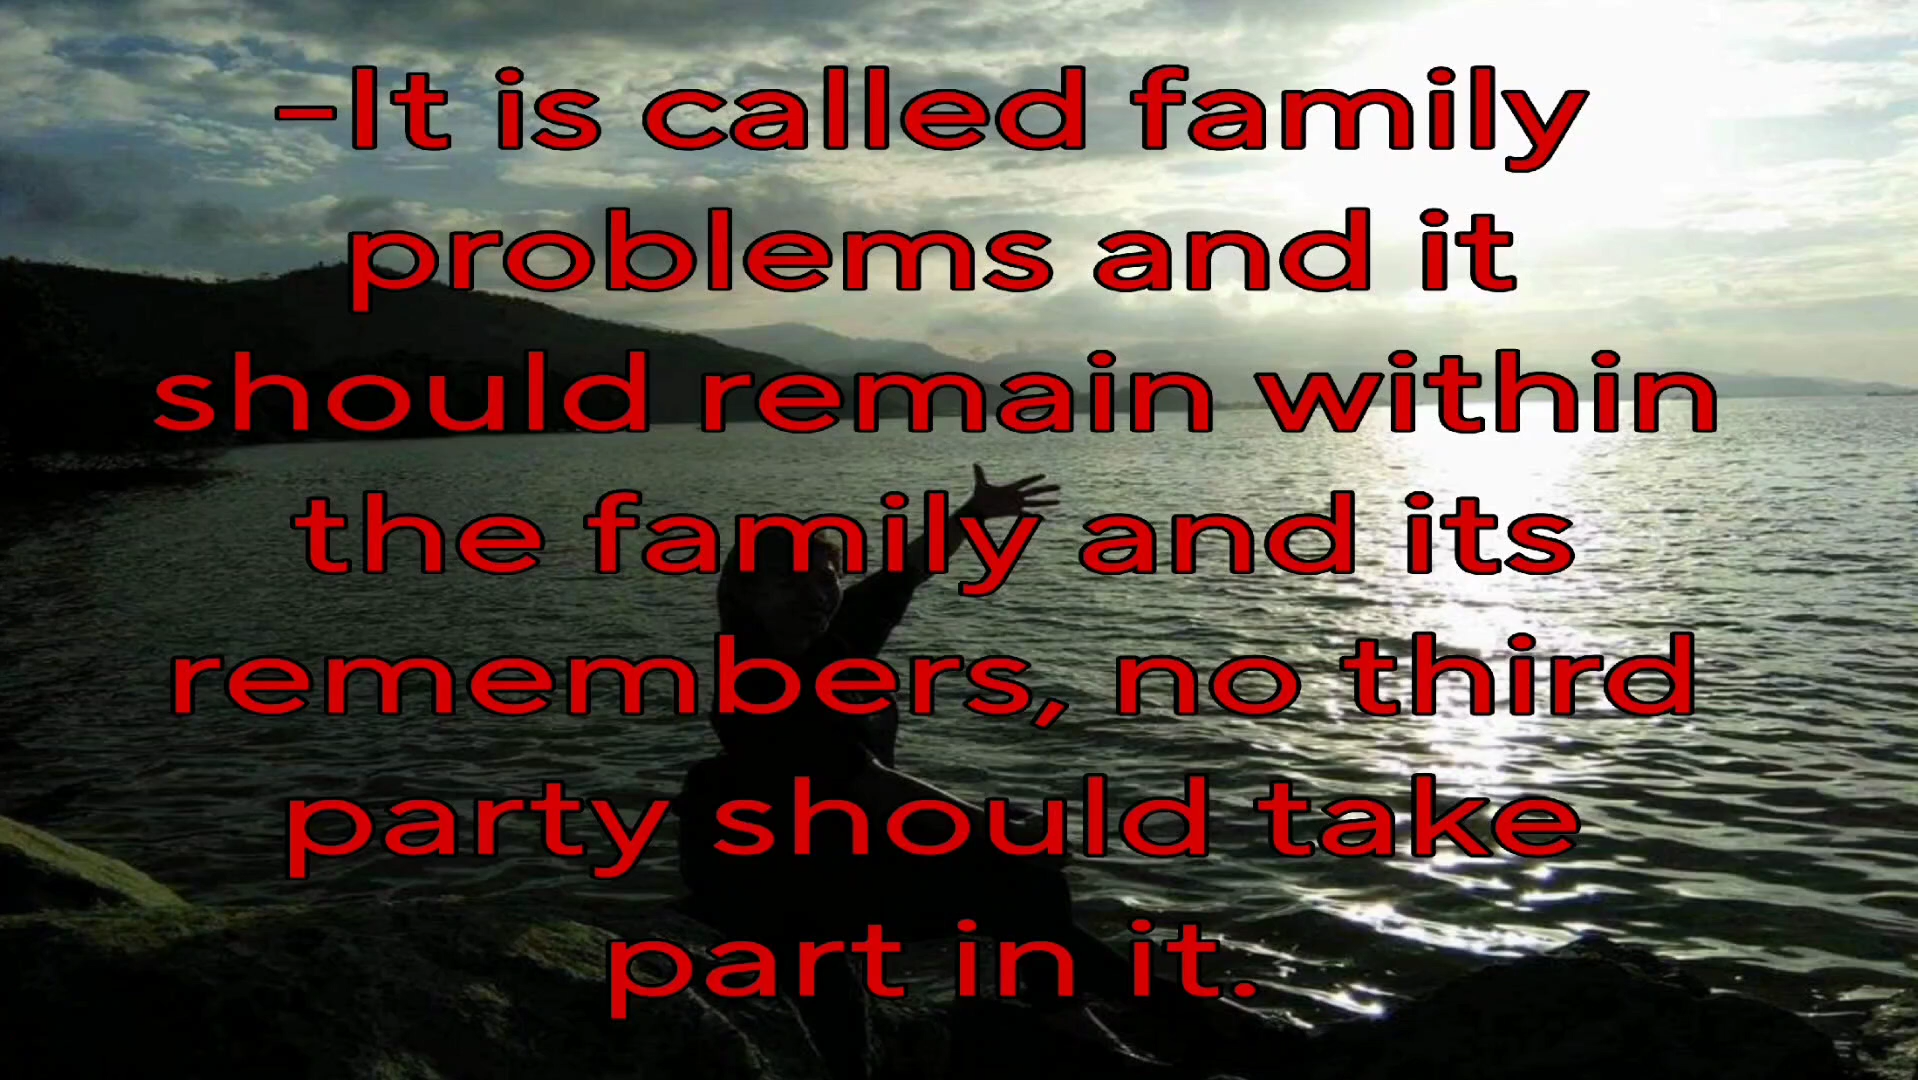 -It is called family
problems and it
should remain within
the family and its
remembers, no third
party should take
part in it.